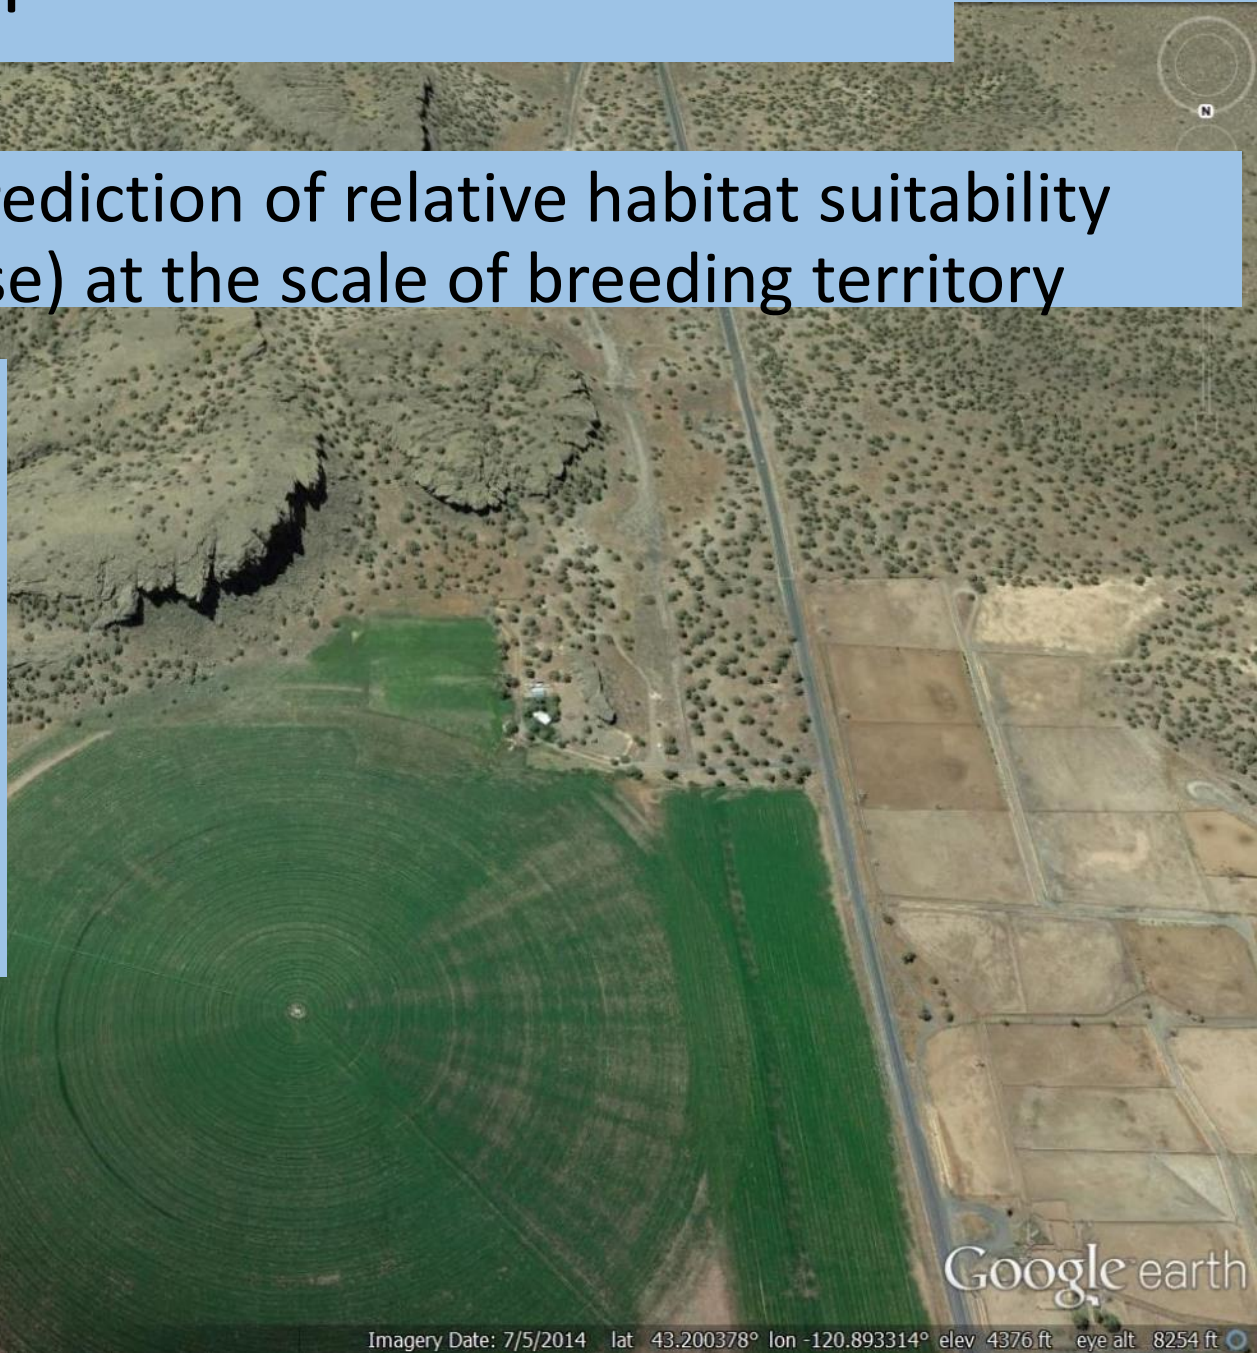 N
ediction of relative habitat suitability
se) at the scale of breeding territory
Google earth
Imagery Date: 7/5/2014 lat 43.200378° lon -120.893314° elev 4376 ft eye alt 8254 ft